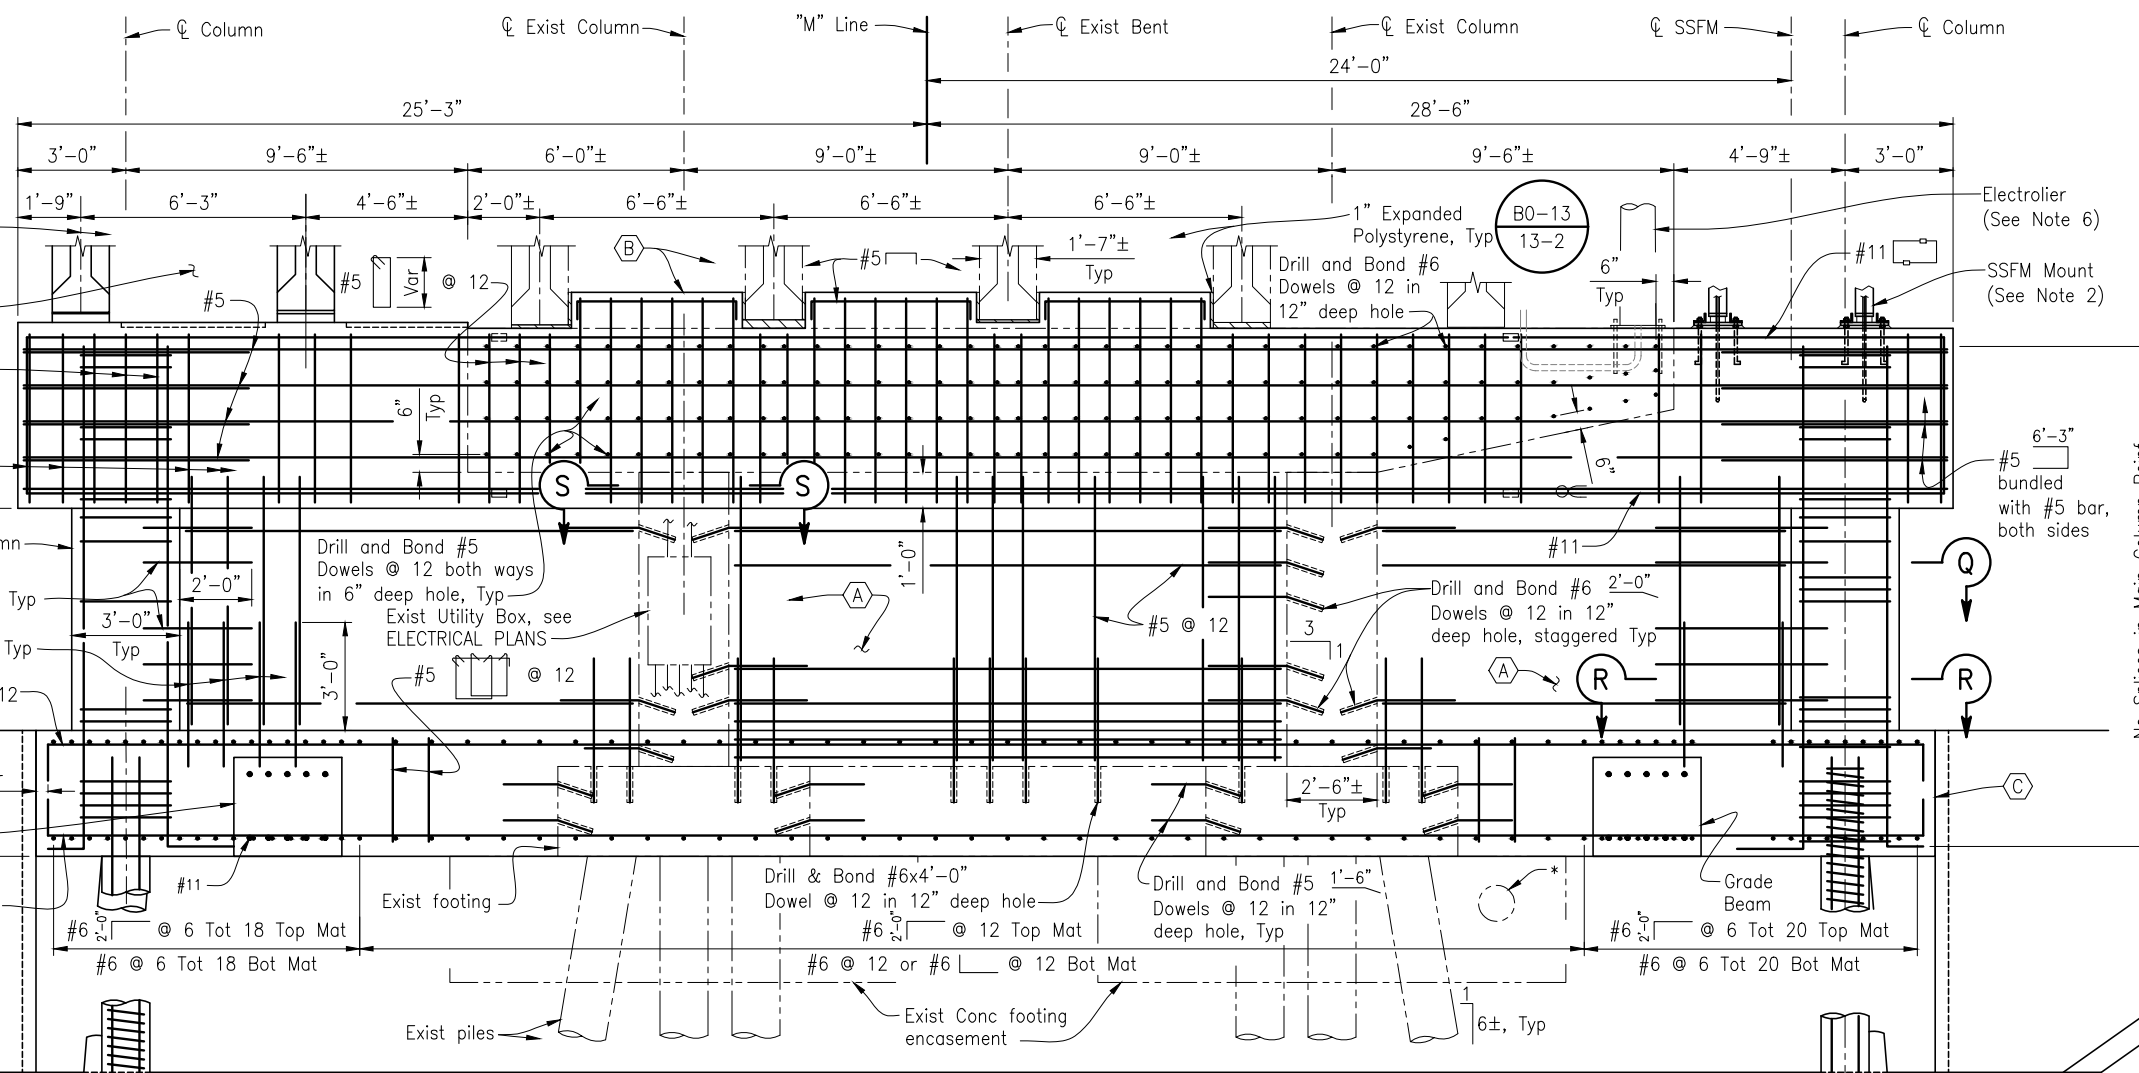 ℄ Column
℄ Exist Column
"M" Line
℄ Exist Bent
℄ Exist Column
℄ SSFM
℄ Column
24'-0"
25'-3"
28'-6"
3'-0"
9'-6"±
6'-0"±
9'-0"±
9'-0"±
9'-6"±
4'-9"±
3'-0"
1'-9"
6'-3"
4'-6"±
2'-0"±
6'-6"±
6'-6"±
6'-6"±
1" Expanded
Polystyrene, Typ
B0-13
13-2
Electrolier
(See Note 6)
B
#5
1'-7"±
Typ
#5
Var
@ 12
#5
Drill and Bond #6
Dowels @ 12 in
12" deep hole
6"
Typ
#11
SSFM Mount
(See Note 2)
6"
Typ
S
S
6"
6'-3"
#5
bundled
with #5 bar,
both sides
mn
Drill and Bond #5
Dowels @ 12 both ways
in 6" deep hole, Typ
1'-0"
#11
Q
Typ
2'-0"
3'-0"
Typ
Exist Utility Box, see
ELECTRICAL PLANS
A
#5 @ 12
Drill and Bond #6
2'-0"
Dowels @ 12 in 12"
deep hole, staggered Typ
3
1
Typ
3'-0"
#5
@ 12
A
R
R
12
2'-6"±
Typ
C
#11
Exist footing
Drill & Bond #6x4'-0"
Dowel @ 12 in 12" deep hole
Drill and Bond #5
1'-6"
Dowels @ 12 in 12"
deep hole, Typ
*
Grade
Beam
#6
2'-0"
@ 6 Tot 18 Top Mat
#6
2'-0"
@ 12 Top Mat
#6
2'-0"
@ 6 Tot 20 Top Mat
#6 @ 6 Tot 18 Bot Mat
#6 @ 12 or #6
@ 12 Bot Mat
#6 @ 6 Tot 20 Bot Mat
Exist piles
Exist Conc footing
encasement
1
6±, Typ